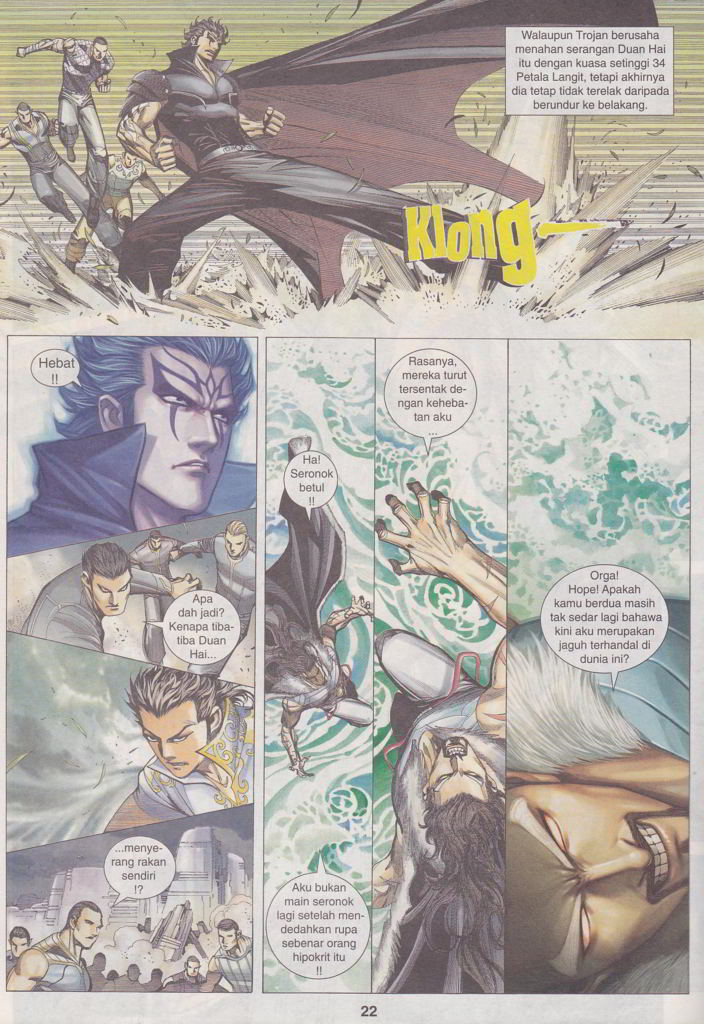 Walaupun Trojan berusaha
menahan serangan Duan Hai
itu dengan kuasa setinggi 34
Petala Langit, tetapi akhirnya
dia tetap tidak terelak daripada
berundur ke belakang.
Klong
Hebat
!!
Apa
dah jadi?
Kenapa tiba-
tiba Duan
Hai...
...menye-
rang rakan
sendiri
!?
Ha!
Seronok
betul
!!
Aku bukan
main seronok
lagi setelah men-
dedahkan rupa
sebenar orang
hipokrit itu
!!
Rasanya,
mereka turut
tersentak de-
ngan keheba-
tan aku
...
Orga!
Hope! Apakah
kamu berdua masih
tak sedar lagi bahawa
kini aku merupakan
jaguh terhandal di
dunia ini?
22